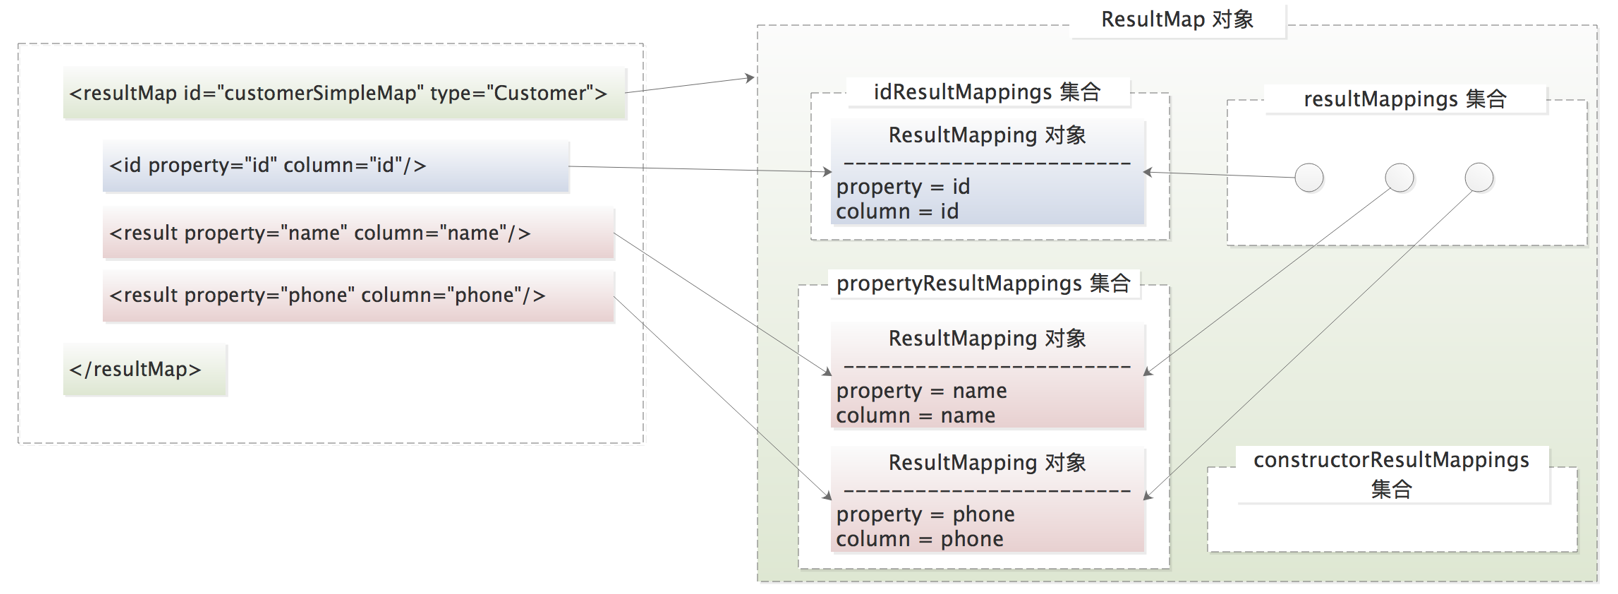 <resultMap id="customerSimpleMap" type="Customer">
<id property="id" column="id"/>
<result property="name" column="name"/>
<result property="phone" column="phone"/>
</resultMap>
ResultMap 对象
idResultMappings 集合
ResultMapping 对象
-------------------------
property = id
column = id
propertyResultMappings 集合
ResultMapping 对象
-------------------------
property = name
column = name
ResultMapping 对象
-------------------------
property = phone
column = phone
resultMappings 集合
constructorResultMappings
集合